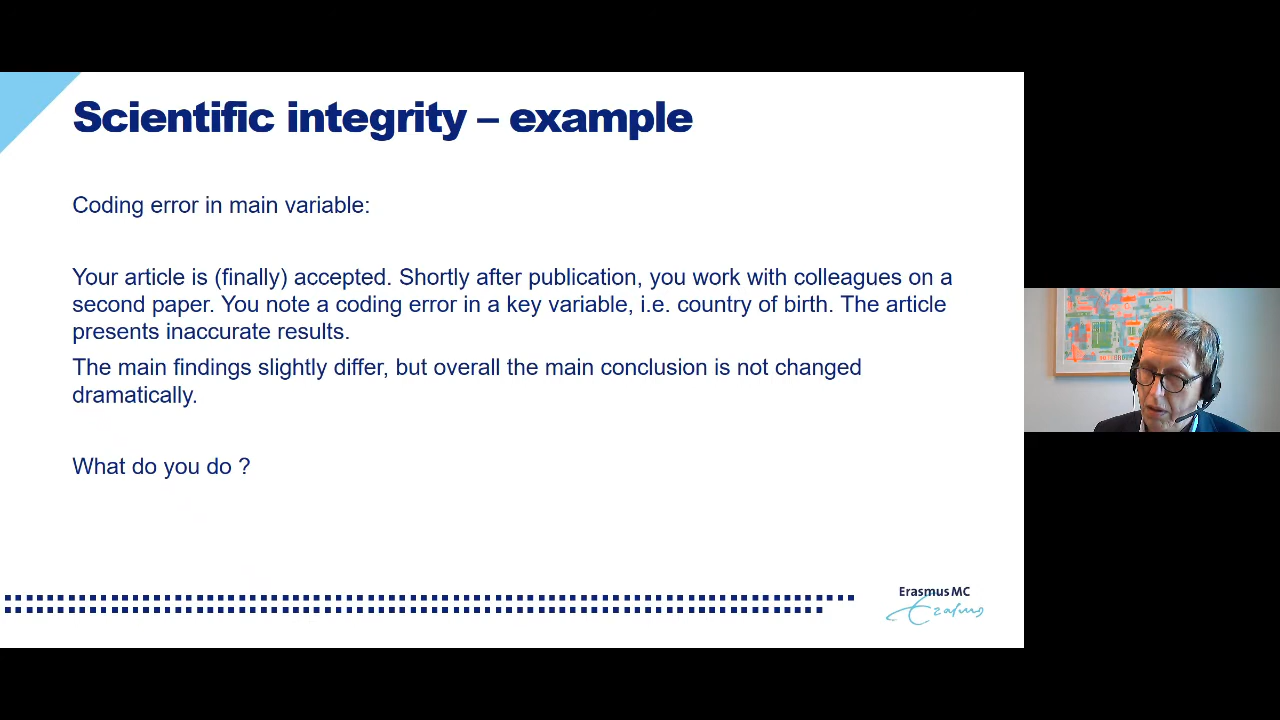 Scientific integrity – example
Coding error in main variable:
Your article is (finally) accepted. Shortly after publication, you work with colleagues on a
second paper. You note a coding error in a key variable, i.e. country of birth. The article
presents inaccurate results.
The main findings slightly differ, but overall the main conclusion is not changed
dramatically.
What do you do ?
Erasmus MC
Erasmus